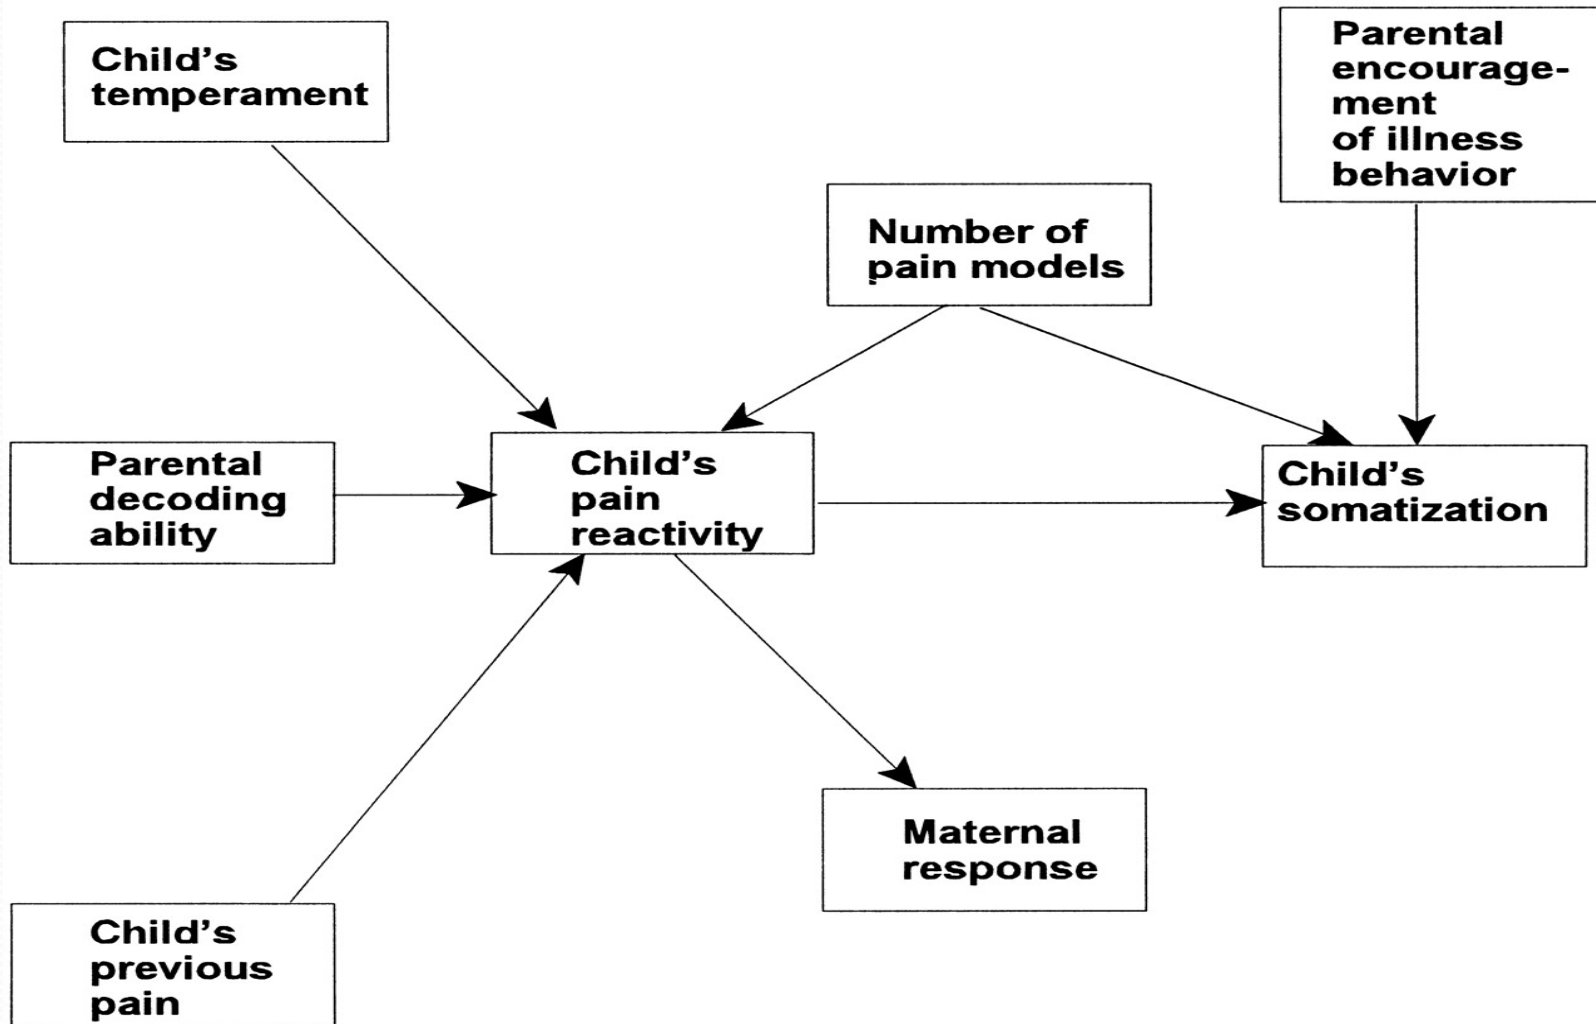 Child's
temperament
Parental
encourage-
ment
of illness
behavior
Number of
pain models
Parental
decoding
ability
Child's
pain
reactivity
Child's
somatization
Maternal
response
Child's
previous
pain